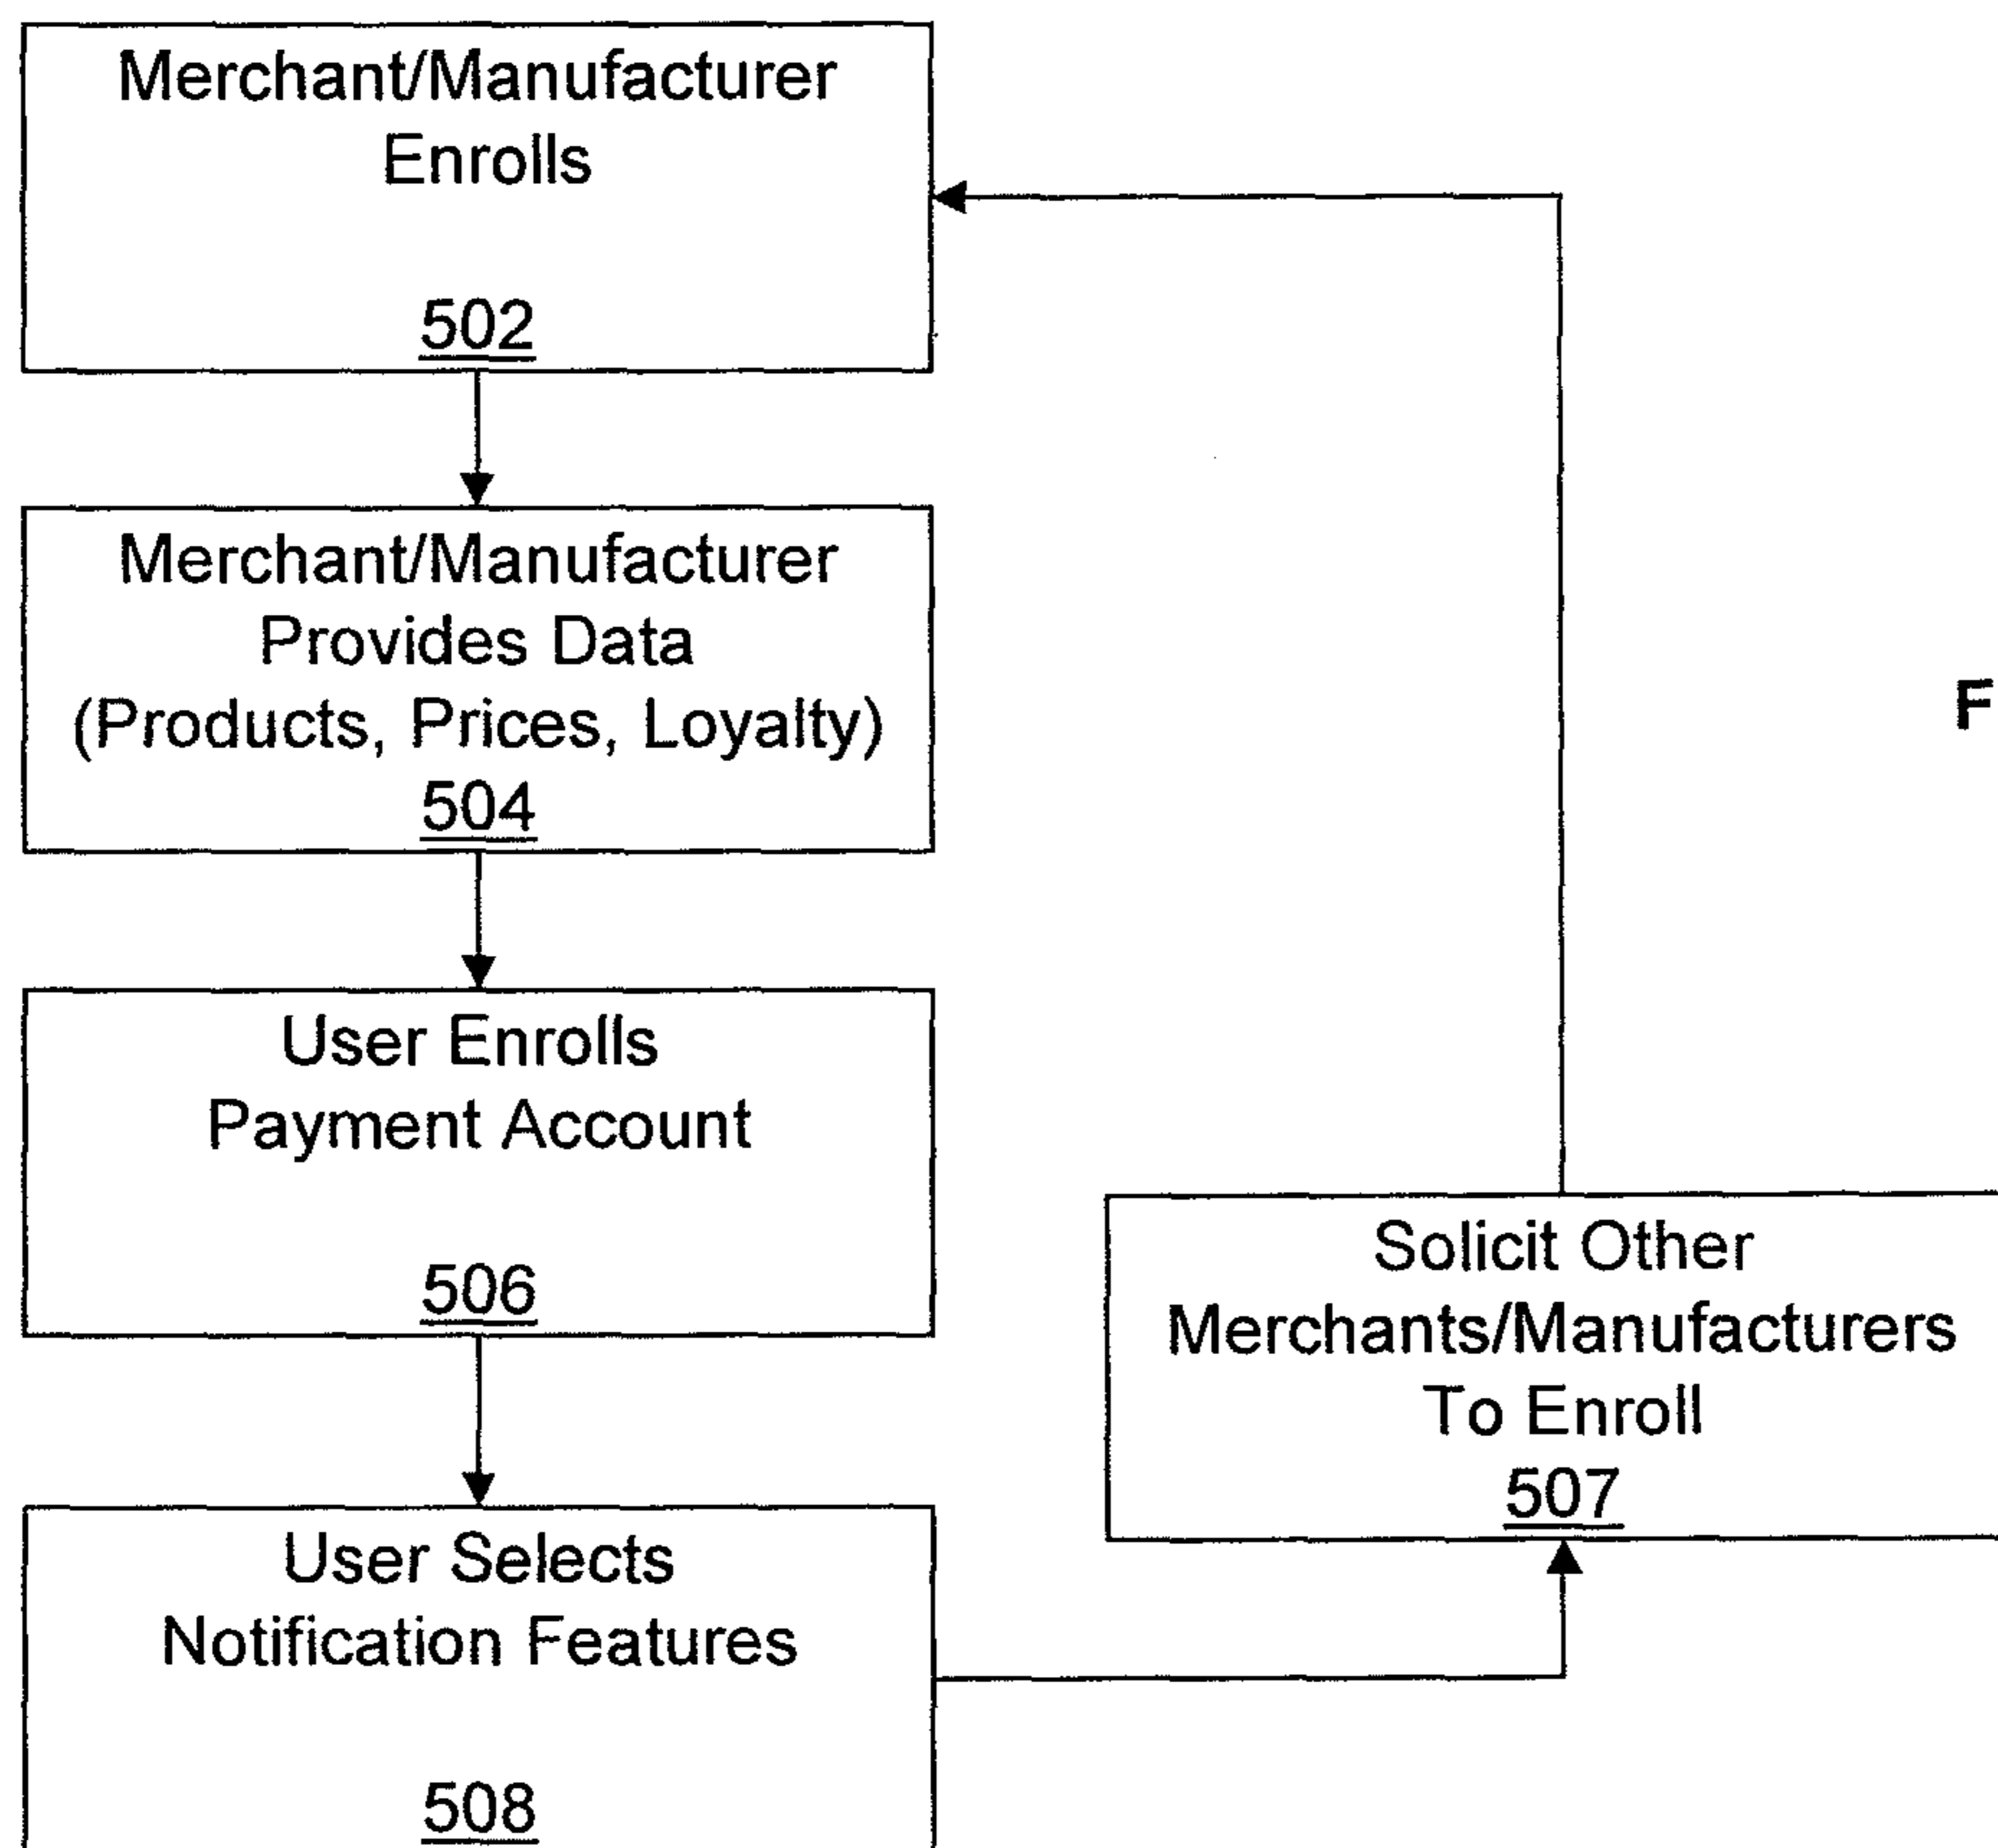 Merchant/Manufacturer
Enrolls
502
Merchant/Manufacturer
Provides Data
(Products, Prices, Loyalty)
504
User Enrolls
Payment Account
506
User Selects
Notification Features
508
Solicit Other
Merchants/Manufacturers
To Enroll
507
F